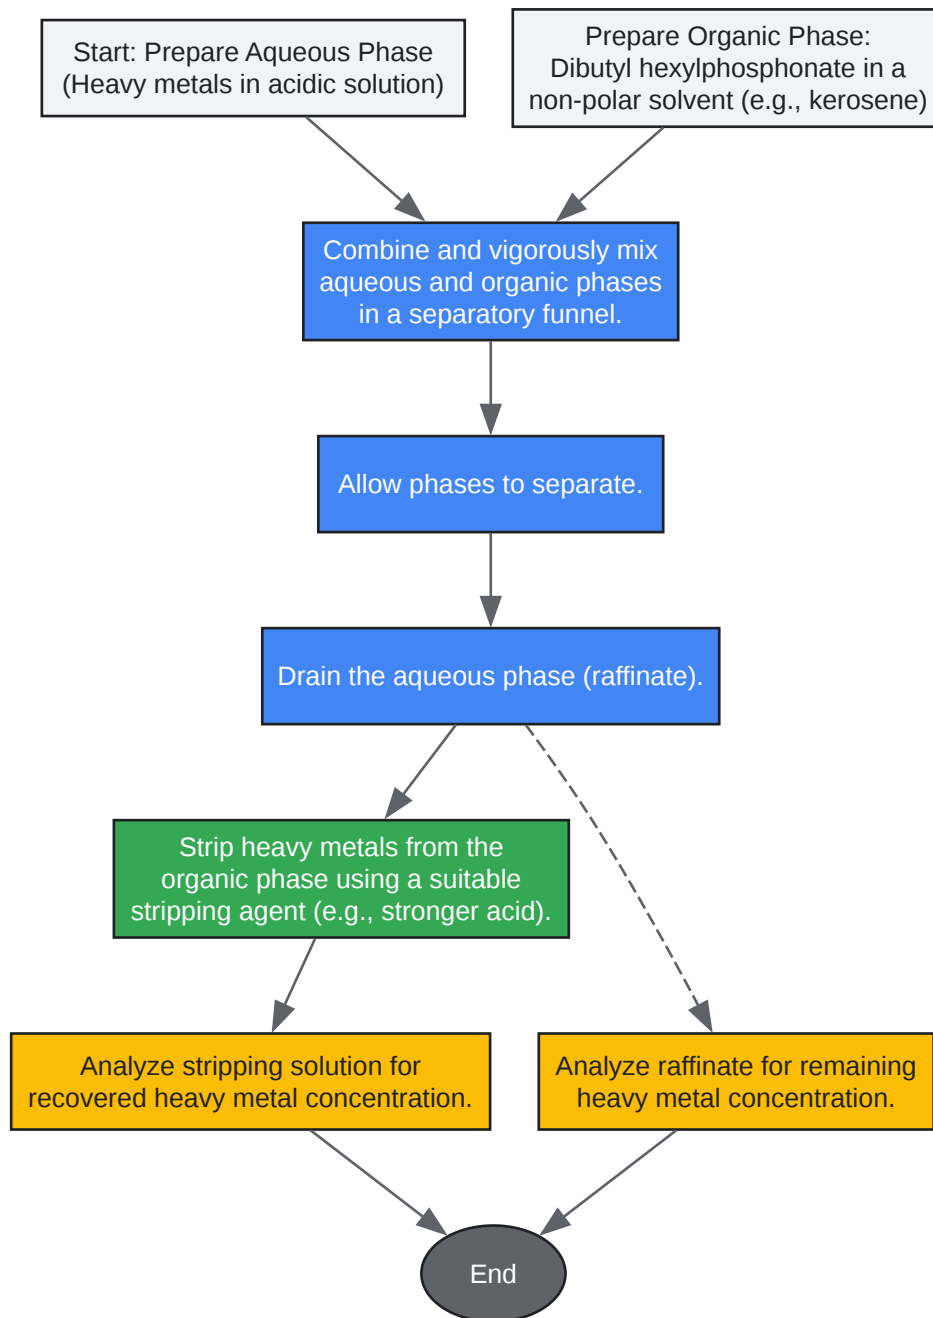 Start: Prepare Aqueous Phase
(Heavy metals in acidic solution)
Prepare Organic Phase:
Dibutyl hexylphosphonate in a
non-polar solvent (e.g., kerosene)
Combine and vigorously mix
aqueous and organic phases
in a separatory funnel.
Allow phases to separate.
Drain the aqueous phase (raffinate).
Strip heavy metals from the
organic phase using a suitable
stripping agent (e.g., stronger acid).
Analyze stripping solution for
recovered heavy metal concentration.
Analyze raffinate for remaining
heavy metal concentration.
End